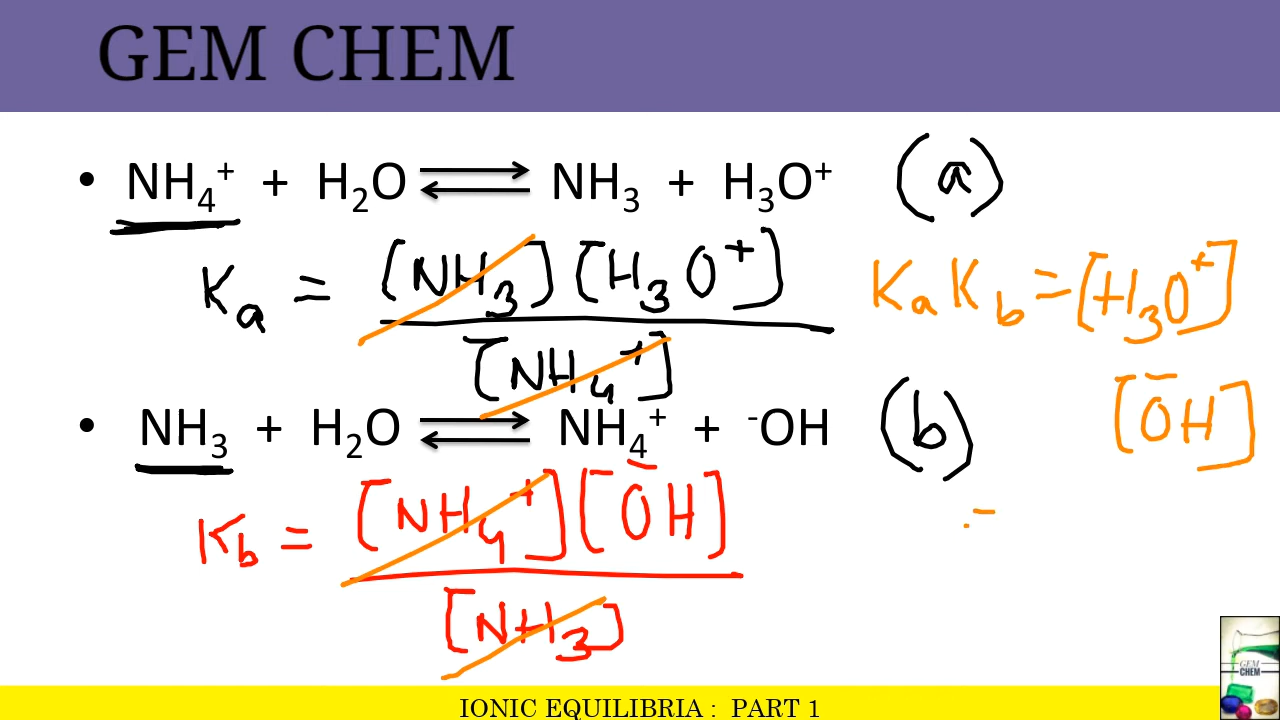 GEM CHEM
• NH₄⁺ + H₂O ⇌ NH₃ + H₃O⁺ (a)
Ka = [NH₃] [H₃O⁺] / [NH₄⁺]
KaKb = [H₃O⁺]
[⁻OH]
=
• NH₃ + H₂O ⇌ NH₄⁺ + ⁻OH (b)
Kb = [NH₄⁺] [⁻OH] / [NH₃]
GEM
CHEM
IONIC EQUILIBRIA : PART 1